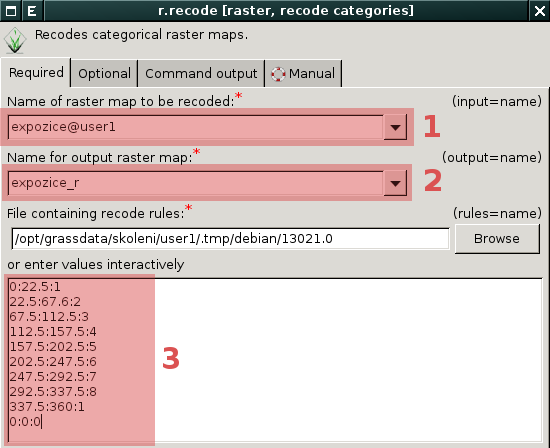 r.recode [raster, recode categories]
Recodes categorical raster maps.
Required Optional Command output Manual
Name of raster map to be recoded:* (input=name)
expozice@user1 1
Name for output raster map:* (output=name)
expozice_r 2
File containing recode rules:* (rules=name)
/opt/grassdata/skoleni/user1/.tmp/debian/13021.0 Browse
or enter values interactively
0:22.5:1
22.5:67.6:2
67.5:112.5:3
112.5:157.5:4
157.5:202.5:5
202.5:247.5:6
247.5:292.5:7
292.5:337.5:8
337.5:360:1
0:0:0
3